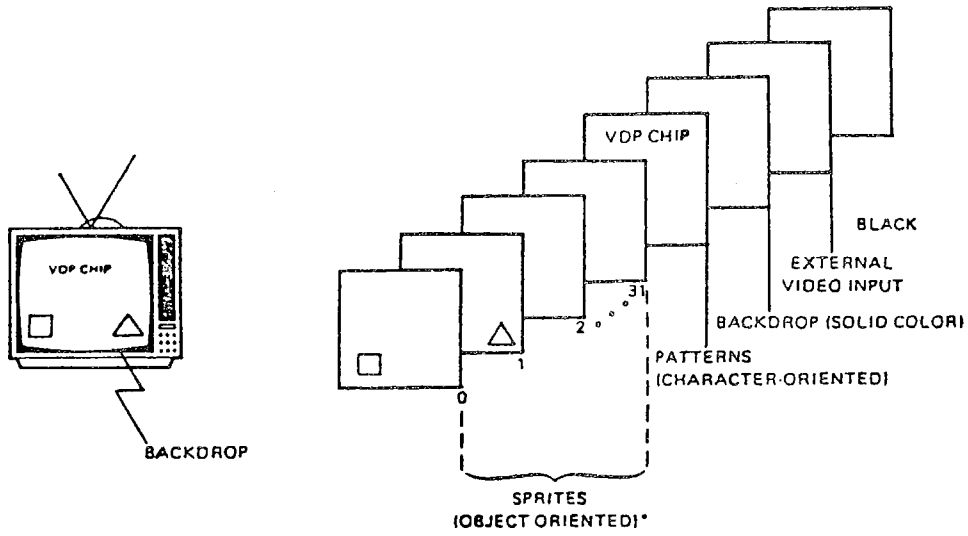 VDP CHIP
BACKDROP
VDP CHIP
0
1
2
31
SPRITES
(OBJECT ORIENTED)*
PATTERNS
(CHARACTER-ORIENTED)
BACKDROP (SOLID COLOR)
EXTERNAL
VIDEO INPUT
BLACK